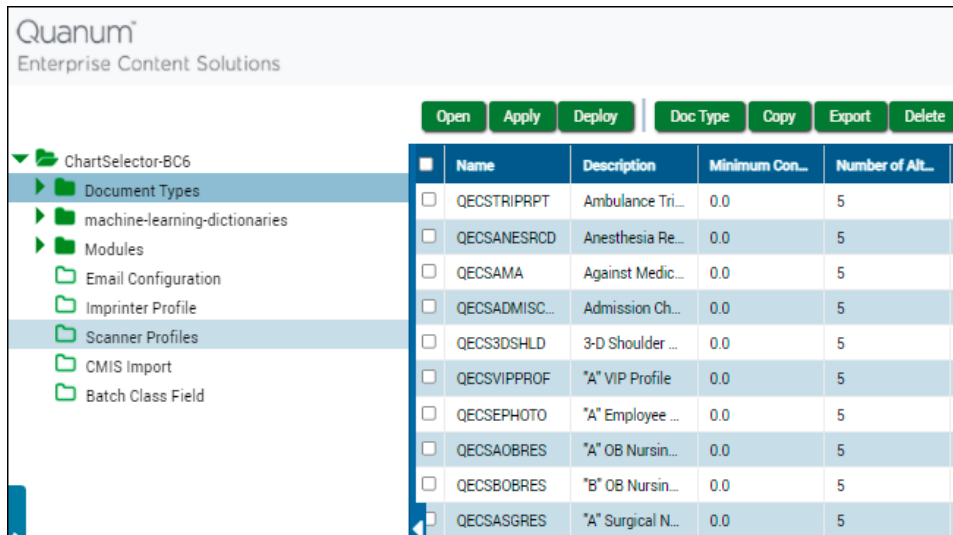 Quanum™
Enterprise Content Solutions
Open Apply Deploy Doc Type Copy Export Delete
ChartSelector-BC6
Document Types
machine-learning-dictionaries
Modules
Email Configuration
Imprinter Profile
Scanner Profiles
CMIS Import
Batch Class Field
Name Description Minimum Con... Number of Alt...
QECSTRIPRPT Ambulance Tri... 0.0 5
QECSANESRCD Anesthesia Re... 0.0 5
QECSAMA Against Medic... 0.0 5
QECSADMISC... Admission Ch... 0.0 5
QECS3DSHLD 3-D Shoulder ... 0.0 5
QECSVIPPROF "A" VIP Profile 0.0 5
QECSEPHOTO "A" Employee ... 0.0 5
QECSAOBRES "A" OB Nursin... 0.0 5
QECSBOBRES "B" OB Nursin... 0.0 5
QECSASGRES "A" Surgical N... 0.0 5